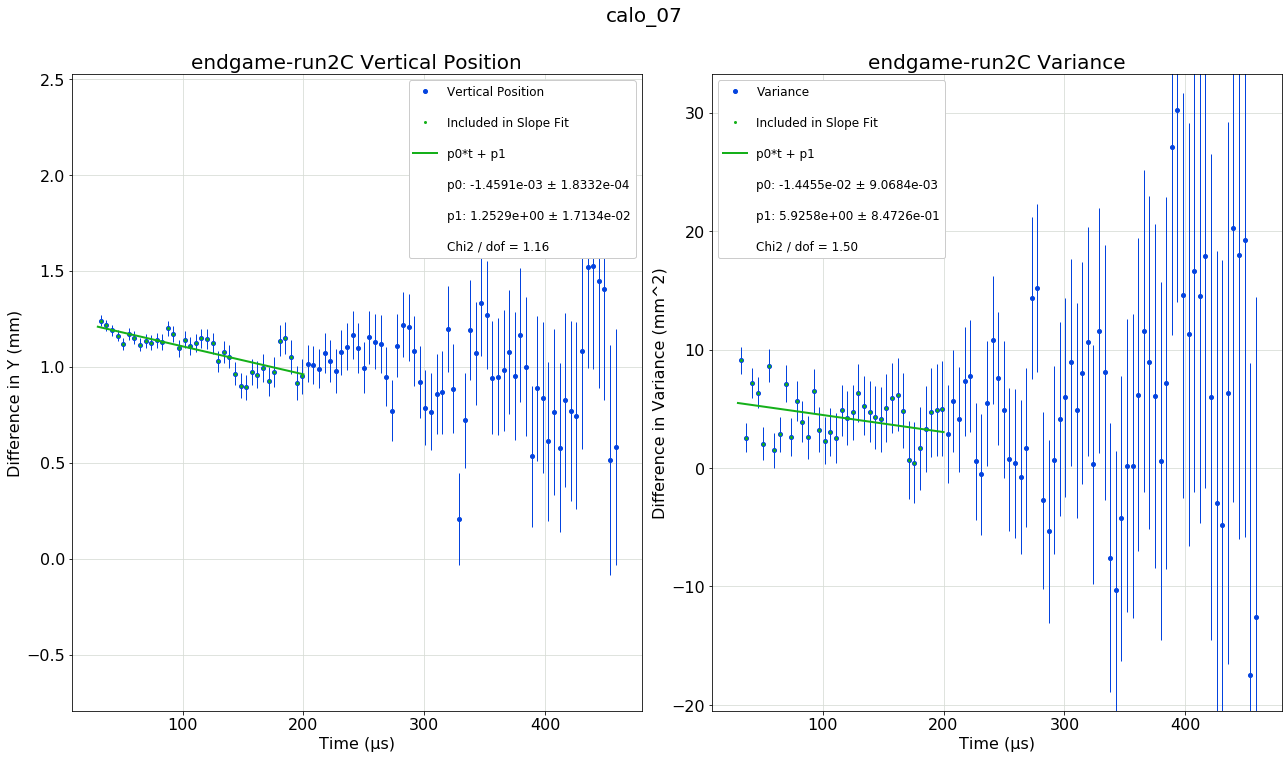 calo_07
endgame-run2C Vertical Position
Difference in Y (mm)
2.5
2.0
1.5
1.0
0.5
0.0
−0.5
100
200
300
400
Time (μs)
Vertical Position
Included in Slope Fit
p0*t + p1
p0: -1.4591e-03 ± 1.8332e-04
p1: 1.2529e+00 ± 1.7134e-02
Chi2 / dof = 1.16
endgame-run2C Variance
Difference in Variance (mm^2)
30
20
10
0
−10
−20
100
200
300
400
Time (μs)
Variance
Included in Slope Fit
p0*t + p1
p0: -1.4455e-02 ± 9.0684e-03
p1: 5.9258e+00 ± 8.4726e-01
Chi2 / dof = 1.50